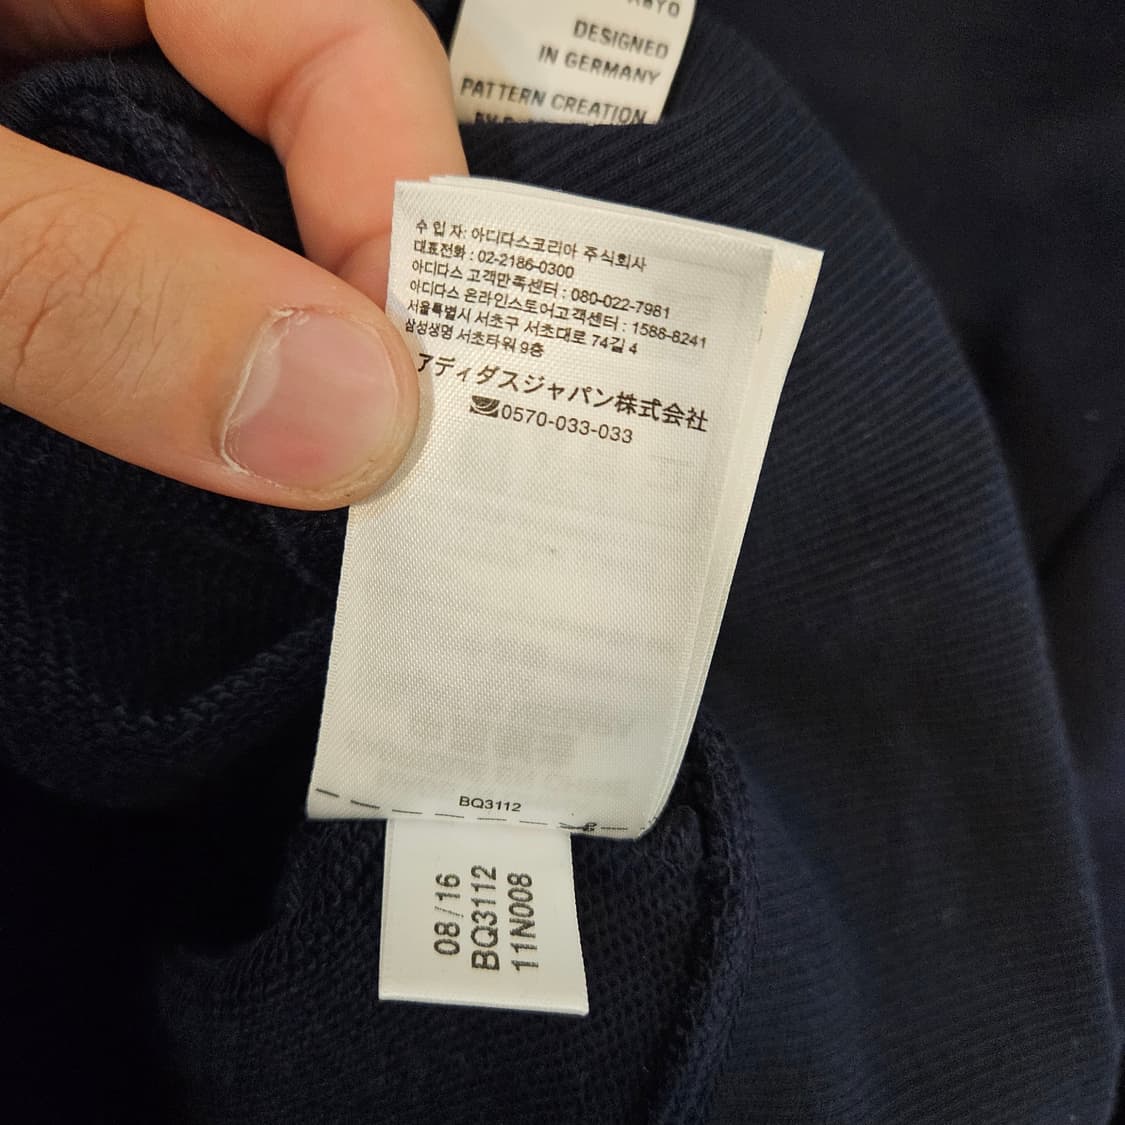 DESIGNED
IN GERMANY
PATTERN CREATION
수 입 자: 아디다스코리아 주식회사
대표전화 : 02-2186-0300
아디다스 고객만족센터 : 080-022-7981
아디다스 온라인스토어고객센터 : 1588-8241
서울특별시 서초구 서초대로 74길 4
삼성생명 서초타워 9층
アディダスジャパン株式会社
0570-033-033
BQ3112
08/16
BQ3112
11N008